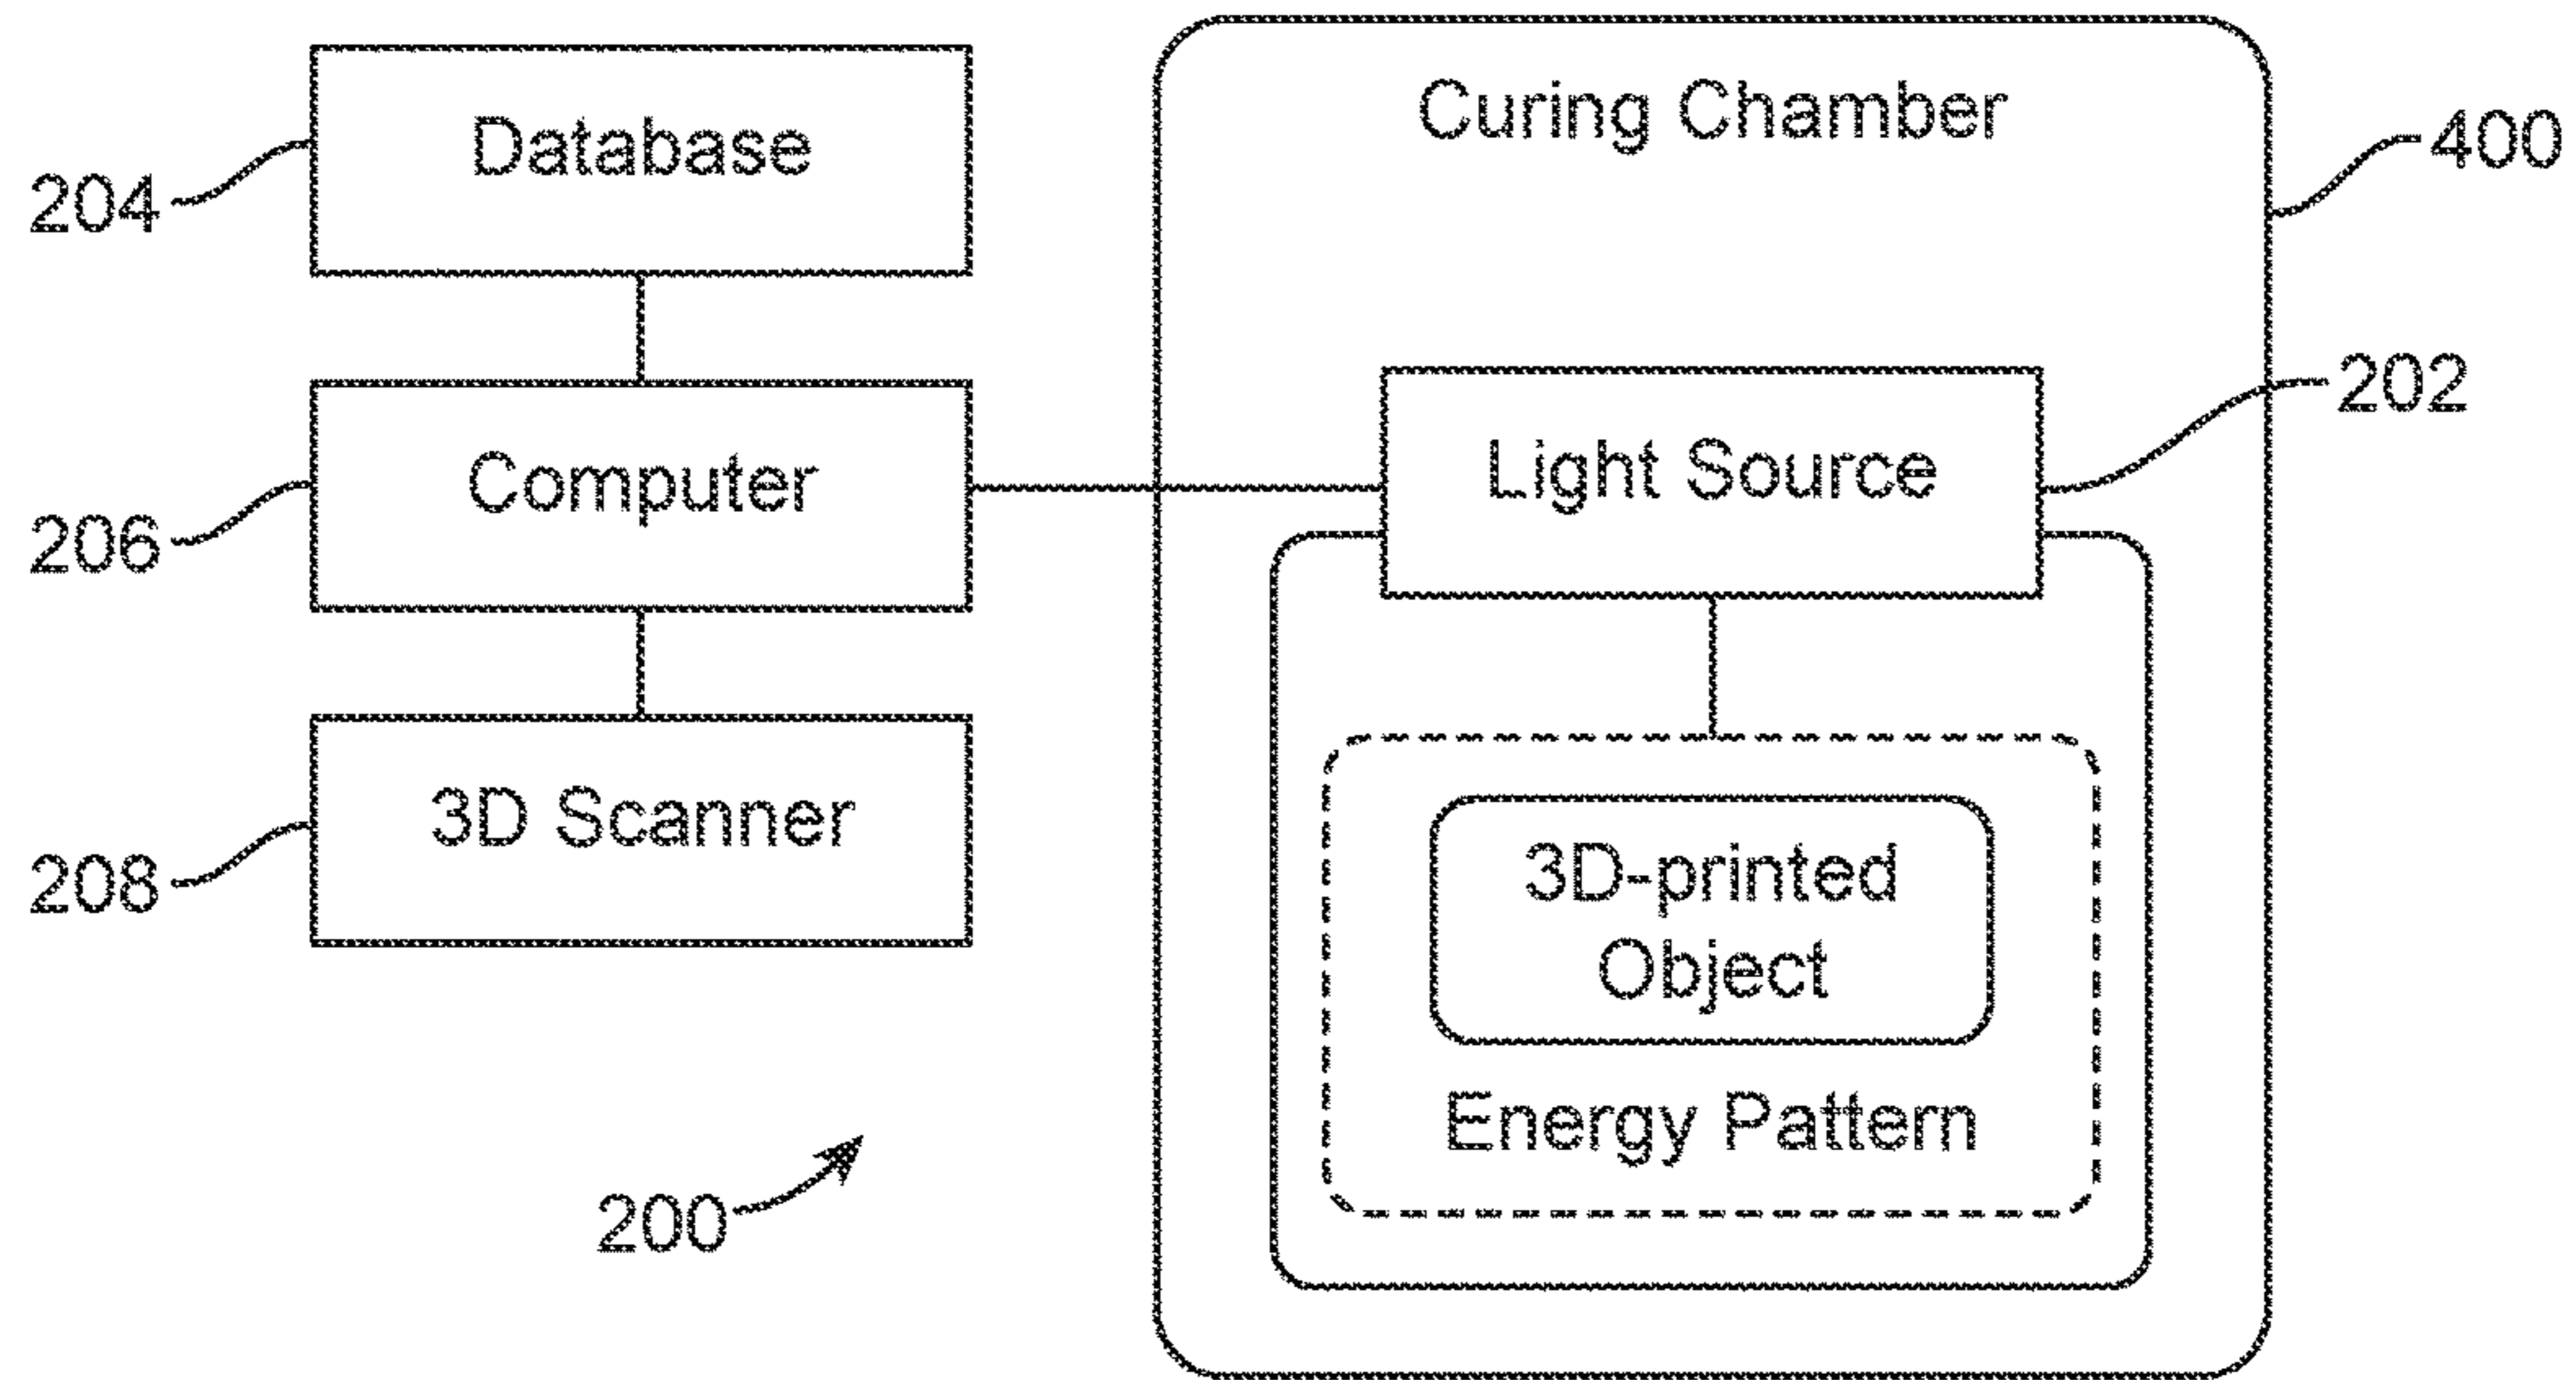 Database
204
Computer
206
3D Scanner
208
200
Curing Chamber
400
Light Source
202
3D-printed
Object
Energy Pattern